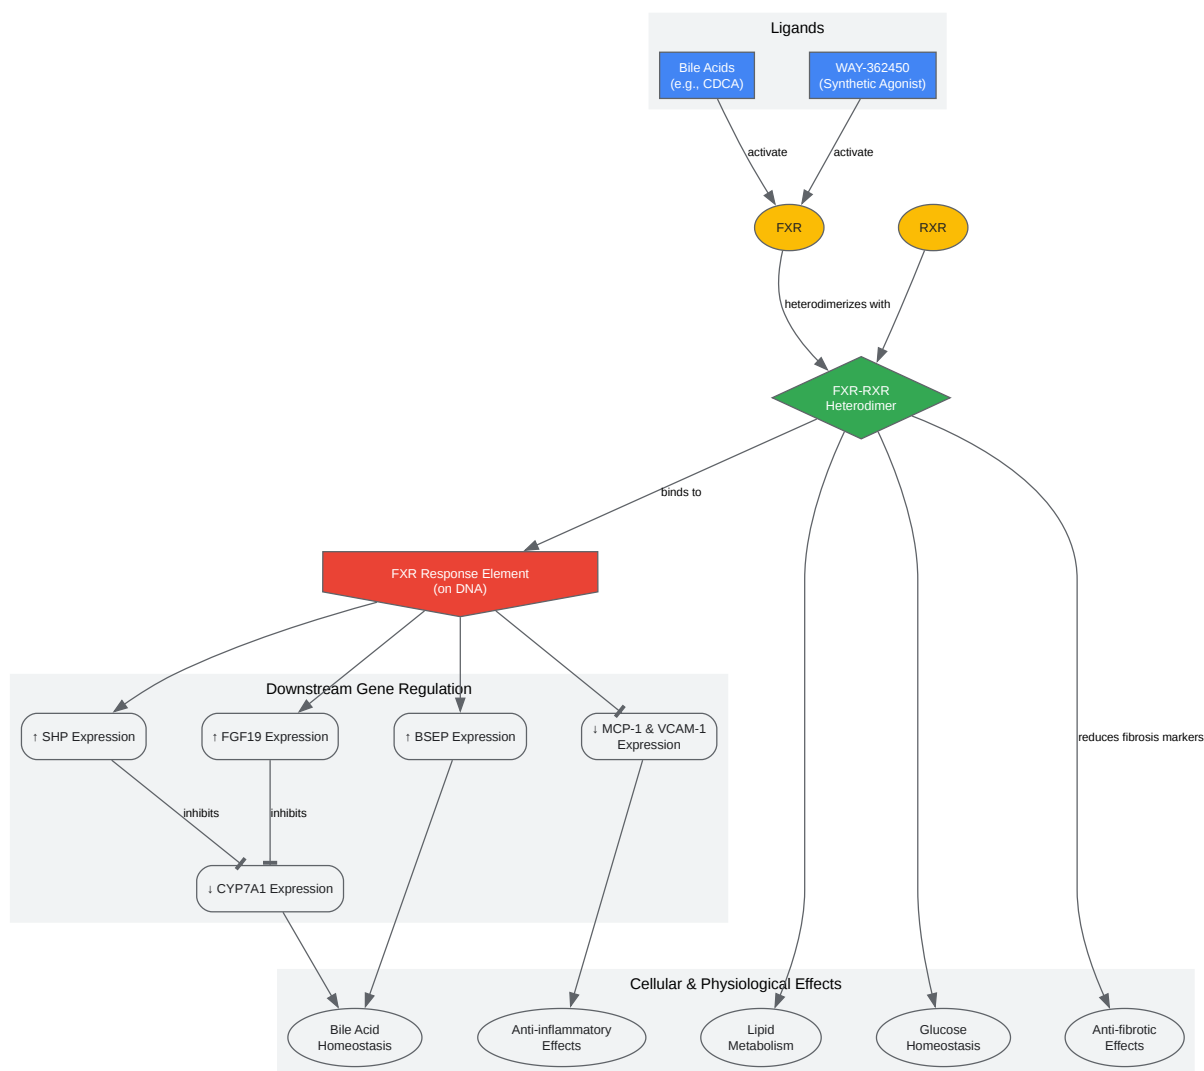 Ligands
Bile Acids
(e.g., CDCA)
WAY-362450
(Synthetic Agonist)
activate
activate
FXR
RXR
heterodimerizes with
FXR-RXR
Heterodimer
binds to
FXR Response Element
(on DNA)
Downstream Gene Regulation
↑ SHP Expression
↑ FGF19 Expression
↑ BSEP Expression
↓ MCP-1 & VCAM-1
Expression
reduces fibrosis markers
inhibits
inhibits
↓ CYP7A1 Expression
Cellular & Physiological Effects
Bile Acid
Homeostasis
Anti-inflammatory
Effects
Lipid
Metabolism
Glucose
Homeostasis
Anti-fibrotic
Effects